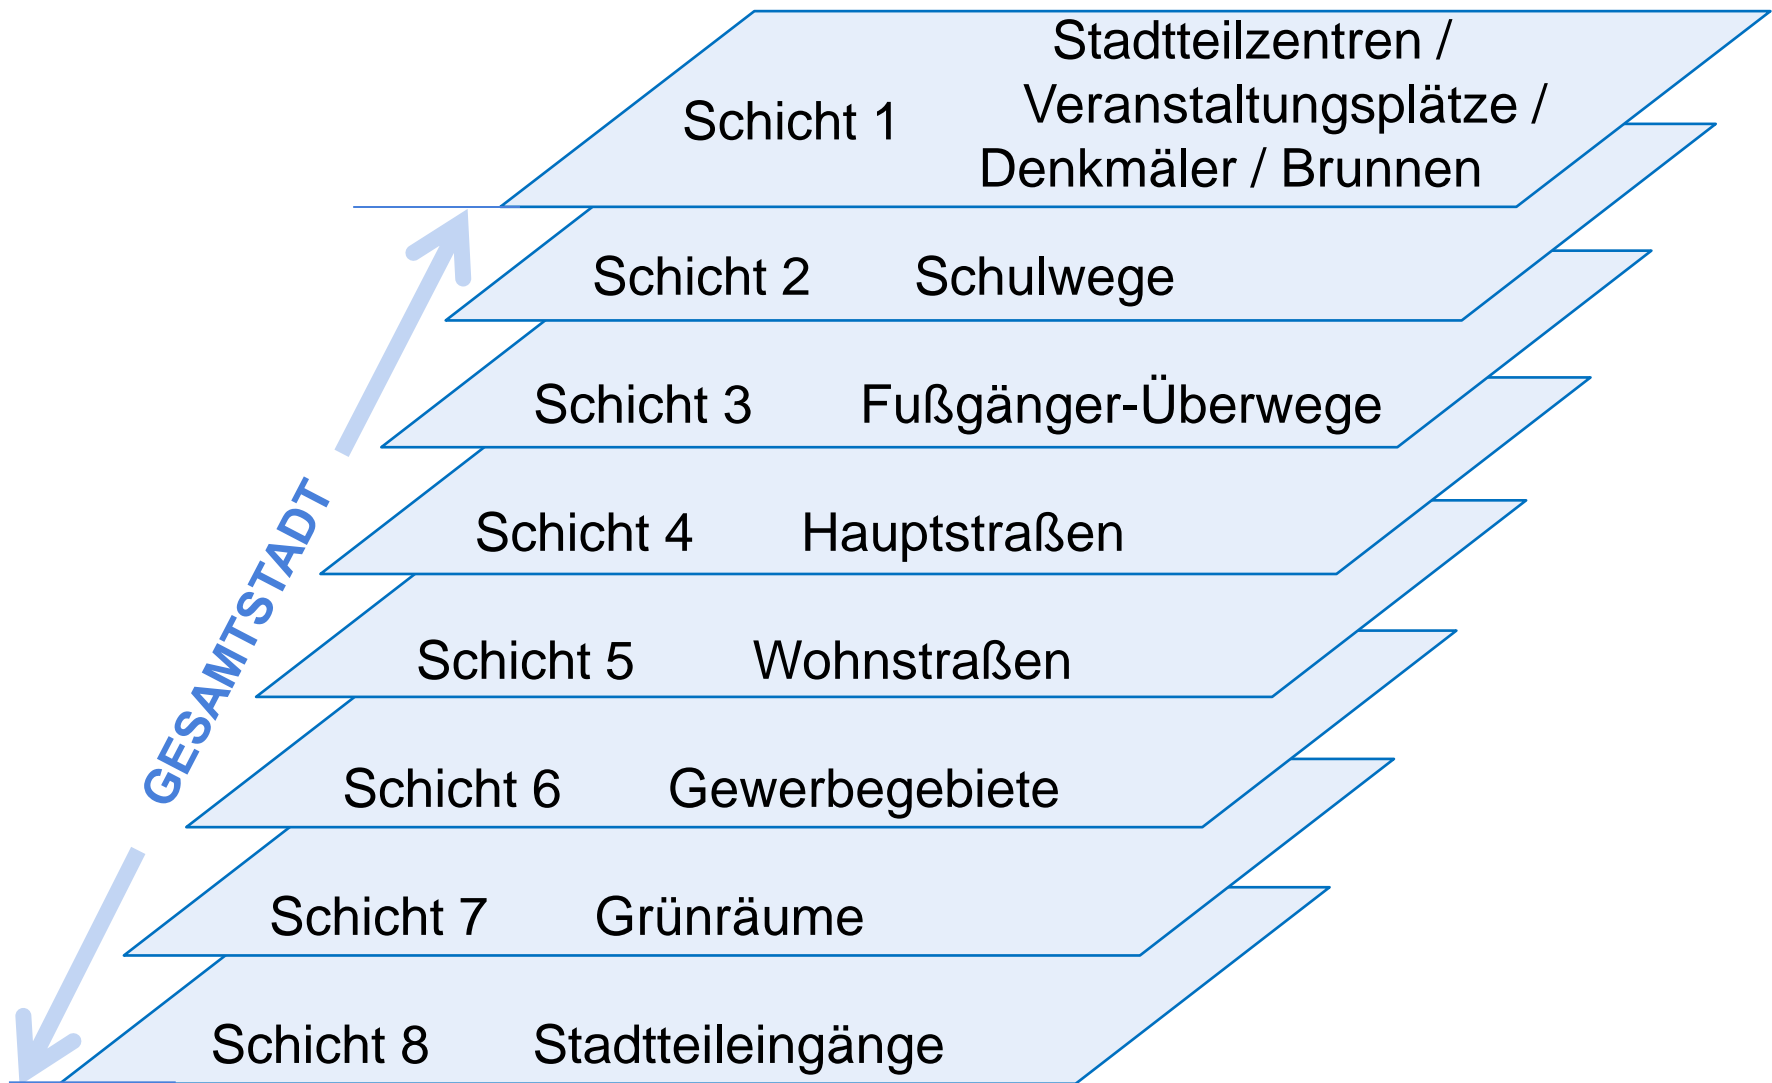 Schicht 1
Stadtteilzentren /
Veranstaltungsplätze /
Denkmäler / Brunnen
Schicht 2 Schulwege
Schicht 3 Fußgänger-Überwege
Schicht 4 Hauptstraßen
Schicht 5 Wohnstraßen
Schicht 6 Gewerbegebiete
Schicht 7 Grünräume
Schicht 8 Stadtteileingänge
GESAMTSTADT